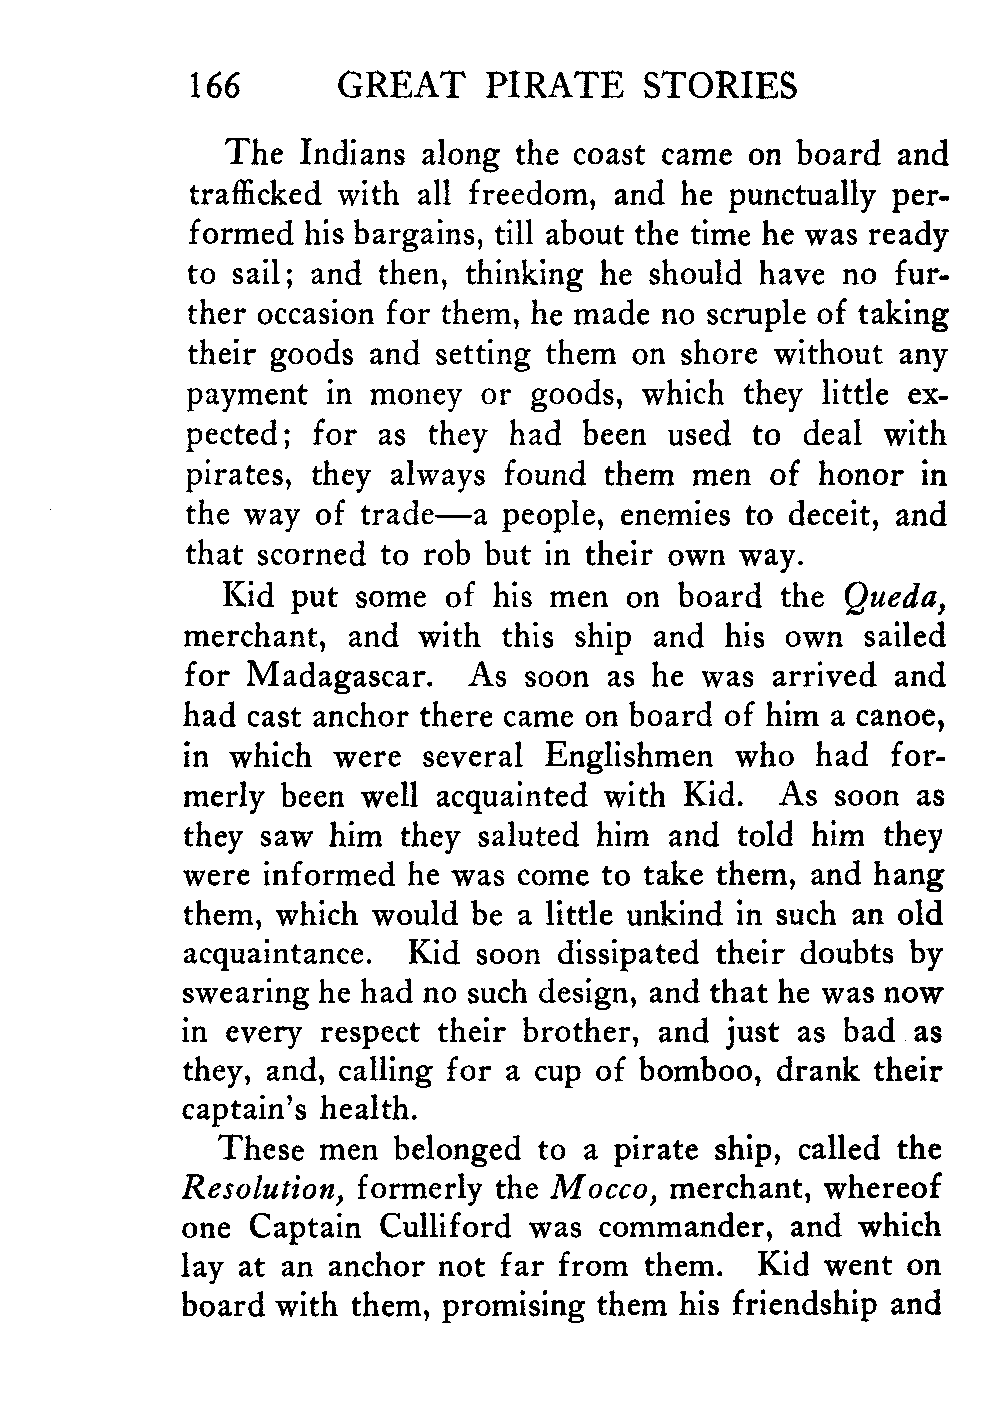 166 GREAT PIRATE STORIES
The Indians along the coast came on board and
trafficked with all freedom, and he punctually per-
formed his bargains, till about the time he was ready
to sail; and then, thinking he should have no fur-
ther occasion for them, he made no scruple of taking
their goods and setting them on shore without any
payment in money or goods, which they little ex-
pected; for as they had been used to deal with
pirates, they always found them men of honor in
the way of trade—a people, enemies to deceit, and
that scorned to rob but in their own way.
Kid put some of his men on board the Queda,
merchant, and with this ship and his own sailed
for Madagascar. As soon as he was arrived and
had cast anchor there came on board of him a canoe,
in which were several Englishmen who had for-
merly been well acquainted with Kid. As soon as
they saw him they saluted him and told him they
were informed he was come to take them, and hang
them, which would be a little unkind in such an old
acquaintance. Kid soon dissipated their doubts by
swearing he had no such design, and that he was now
in every respect their brother, and just as bad as
they, and, calling for a cup of bomboo, drank their
captain's health.
These men belonged to a pirate ship, called the
Resolution, formerly the Mocco, merchant, whereof
one Captain Culliford was commander, and which
lay at an anchor not far from them. Kid went on
board with them, promising them his friendship and